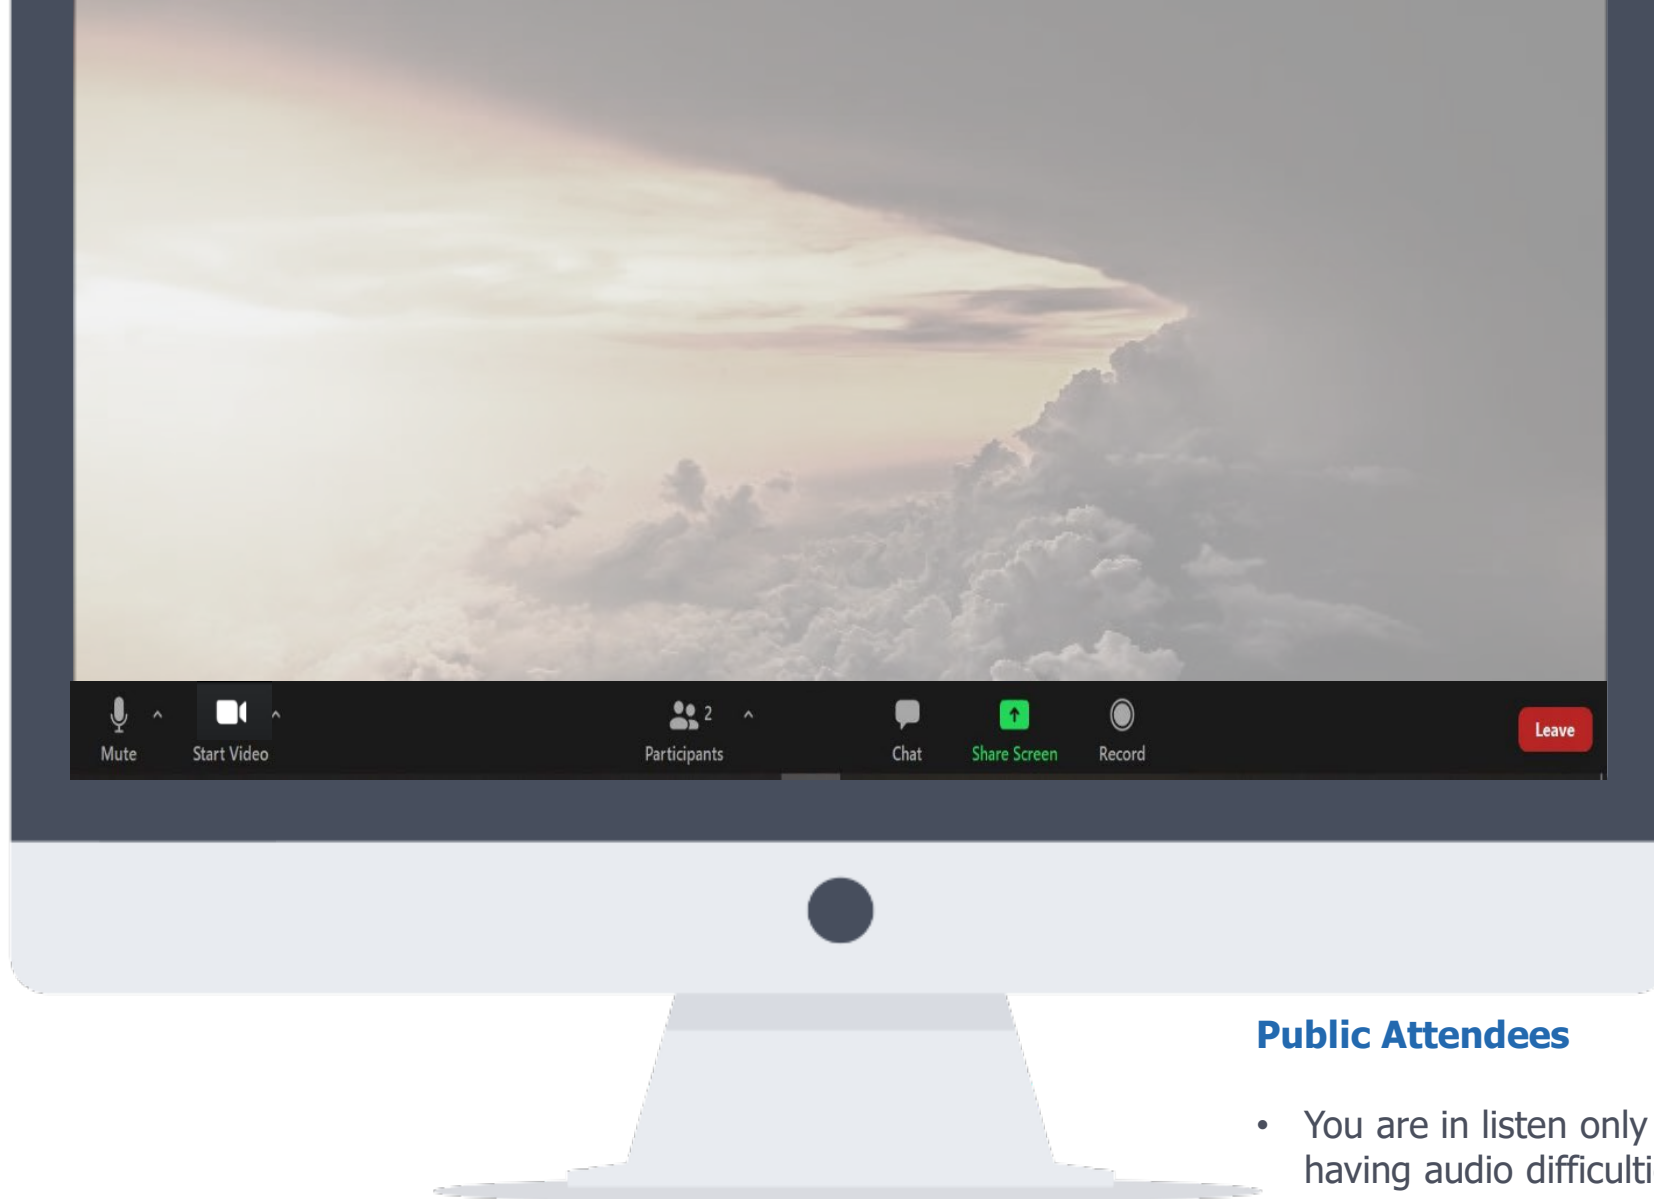 Mute
Start Video
2
Participants
Chat
Share Screen
Record
Leave
Public Attendees
• You are in listen only
having audio